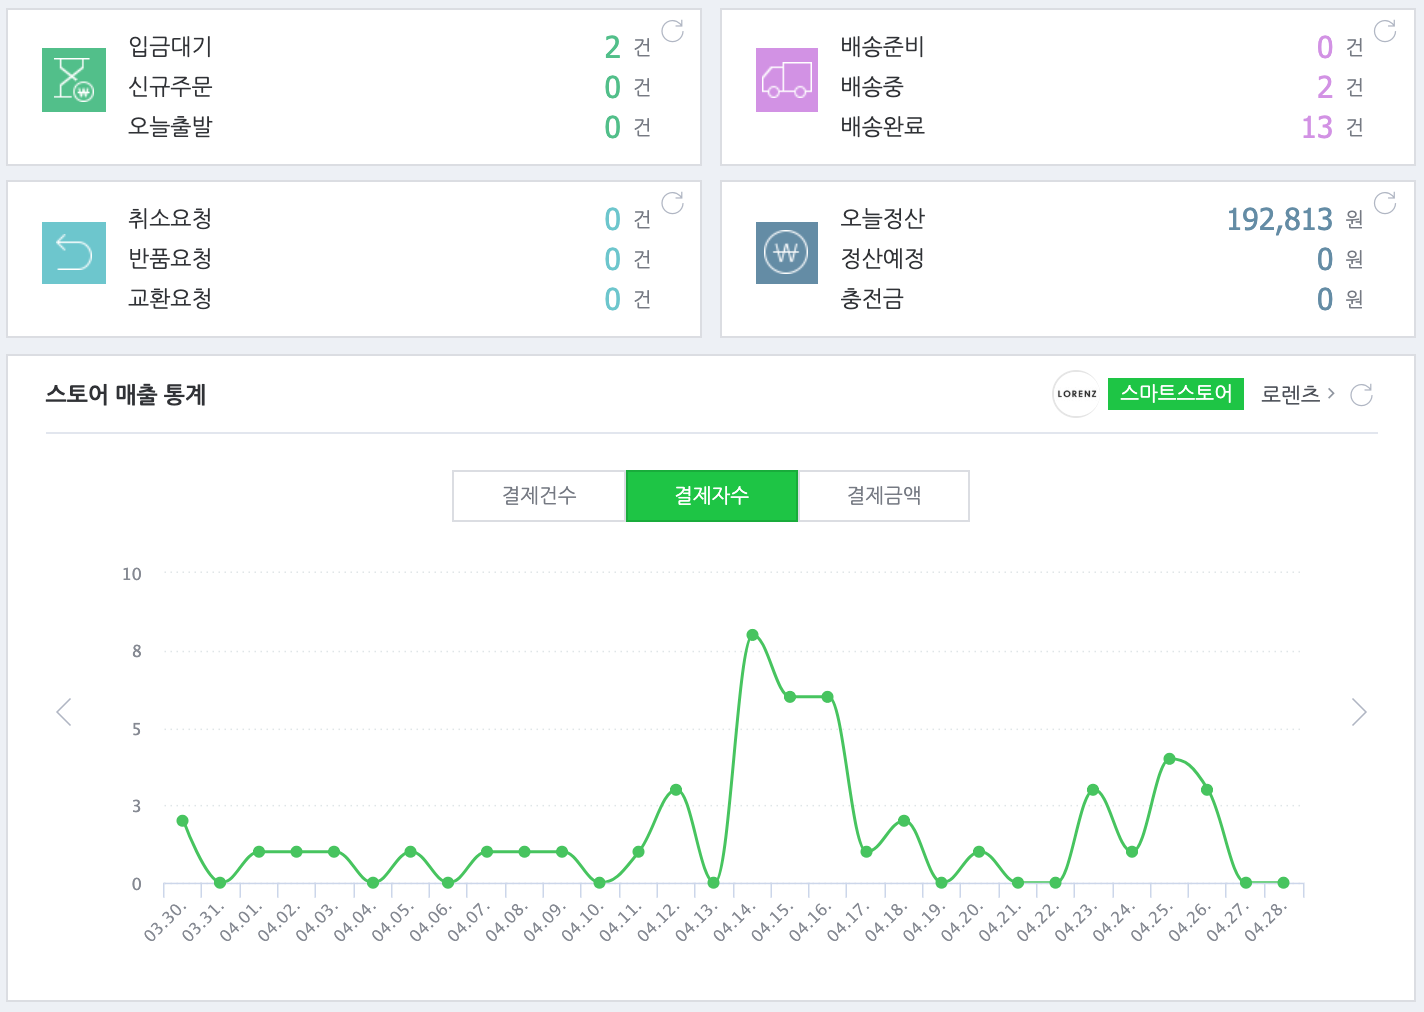 입금대기 2 건
신규주문 0 건
오늘출발 0 건
배송준비 0 건
배송중 2 건
배송완료 13 건
취소요청 0 건
반품요청 0 건
교환요청 0 건
오늘정산 192,813 원
정산예정 0 원
충전금 0 원
스토어 매출 통계
LORENZ 스마트스토어 로렌츠 >
결제건수 결제자수 결제금액
10
8
5
3
0
03.30. 03.31. 04.01. 04.02. 04.03. 04.04. 04.05. 04.06. 04.07. 04.08. 04.09. 04.10. 04.11. 04.12. 04.13. 04.14. 04.15. 04.16. 04.17. 04.18. 04.19. 04.20. 04.21. 04.22. 04.23. 04.24. 04.25. 04.26. 04.27. 04.28.